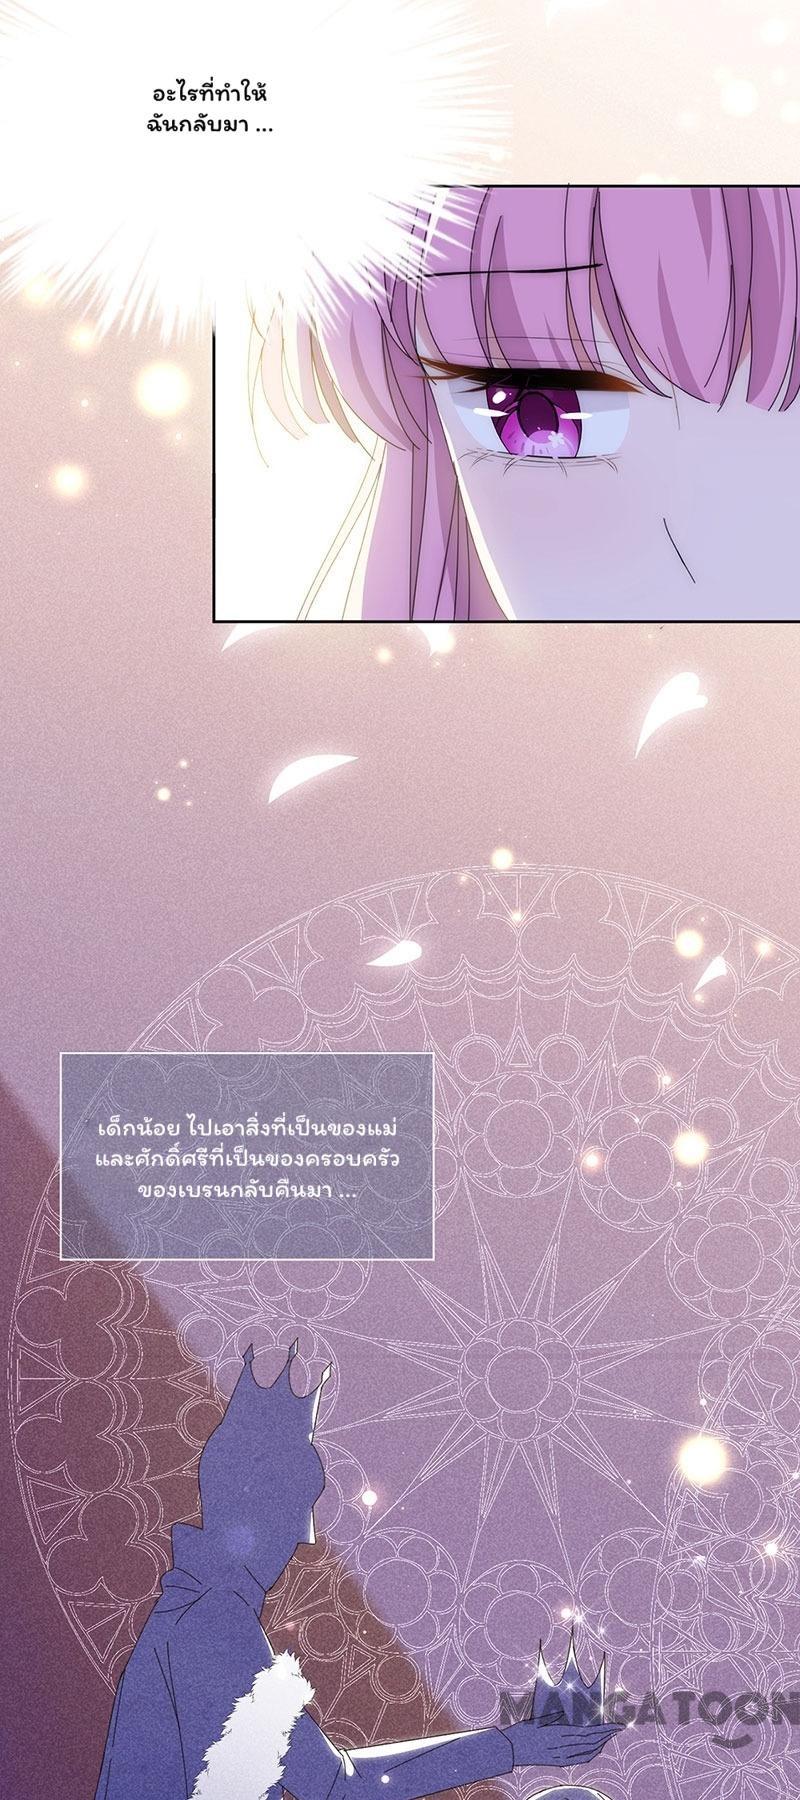 อะไรที่ทำให้
ฉันกลับมา ...
เด็กน้อย ไปเอาสิ่งที่เป็นของแม่
และศักดิ์ศรีที่เป็นของครอบครัว
ของเบรนกลับคืนมา ...
MANGATOON